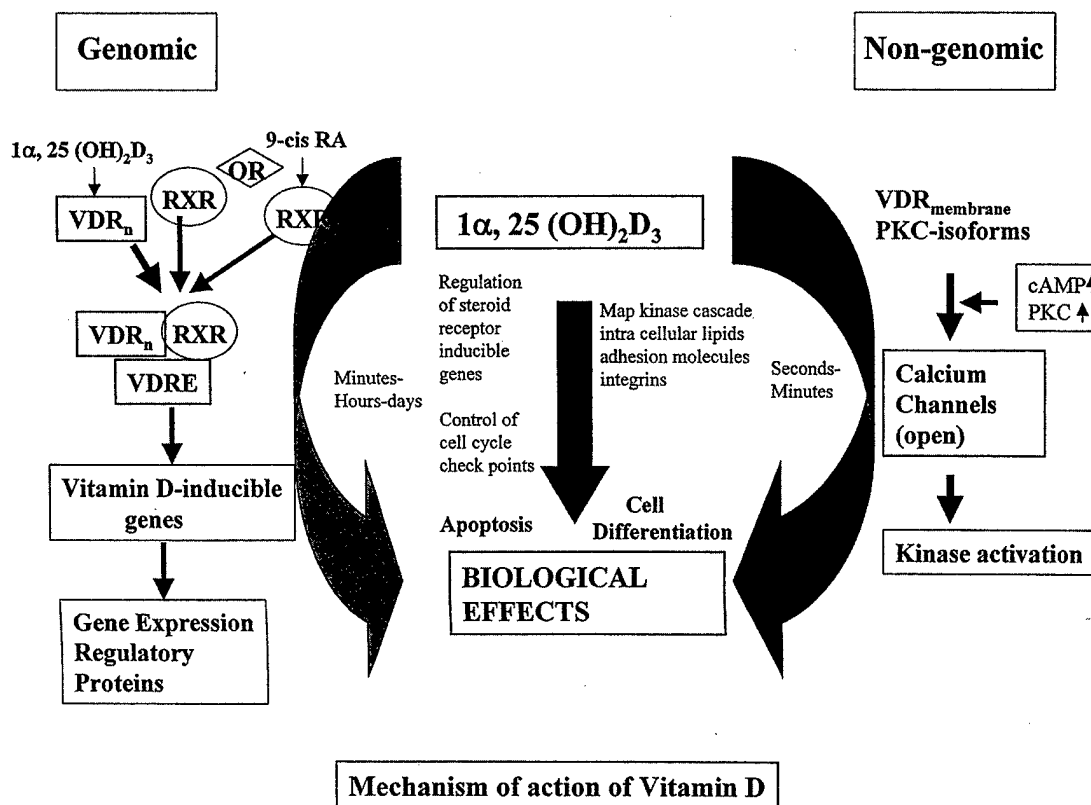 Genomic
Non-genomic
9-cis RA
1α, 25 (OH)₂D₃
OR
RXR
RXR
VDRₙ
VDRₙ
RXR
VDRE
Vitamin D-inducible
genes
Gene Expression
Regulatory
Proteins
Minutes-
Hours-days
1α, 25 (OH)₂D₃
Regulation
of steroid
receptor
inducible
genes
Control of
cell cycle
check points
Map kinase cascade
intra cellular lipids
adhesion molecules
integrins
Apoptosis
Cell
Differentiation
BIOLOGICAL
EFFECTS
Seconds-
Minutes
VDRmembrane
PKC-isoforms
cAMP
PKC
Calcium
Channels
(open)
Kinase activation
Mechanism of action of Vitamin D